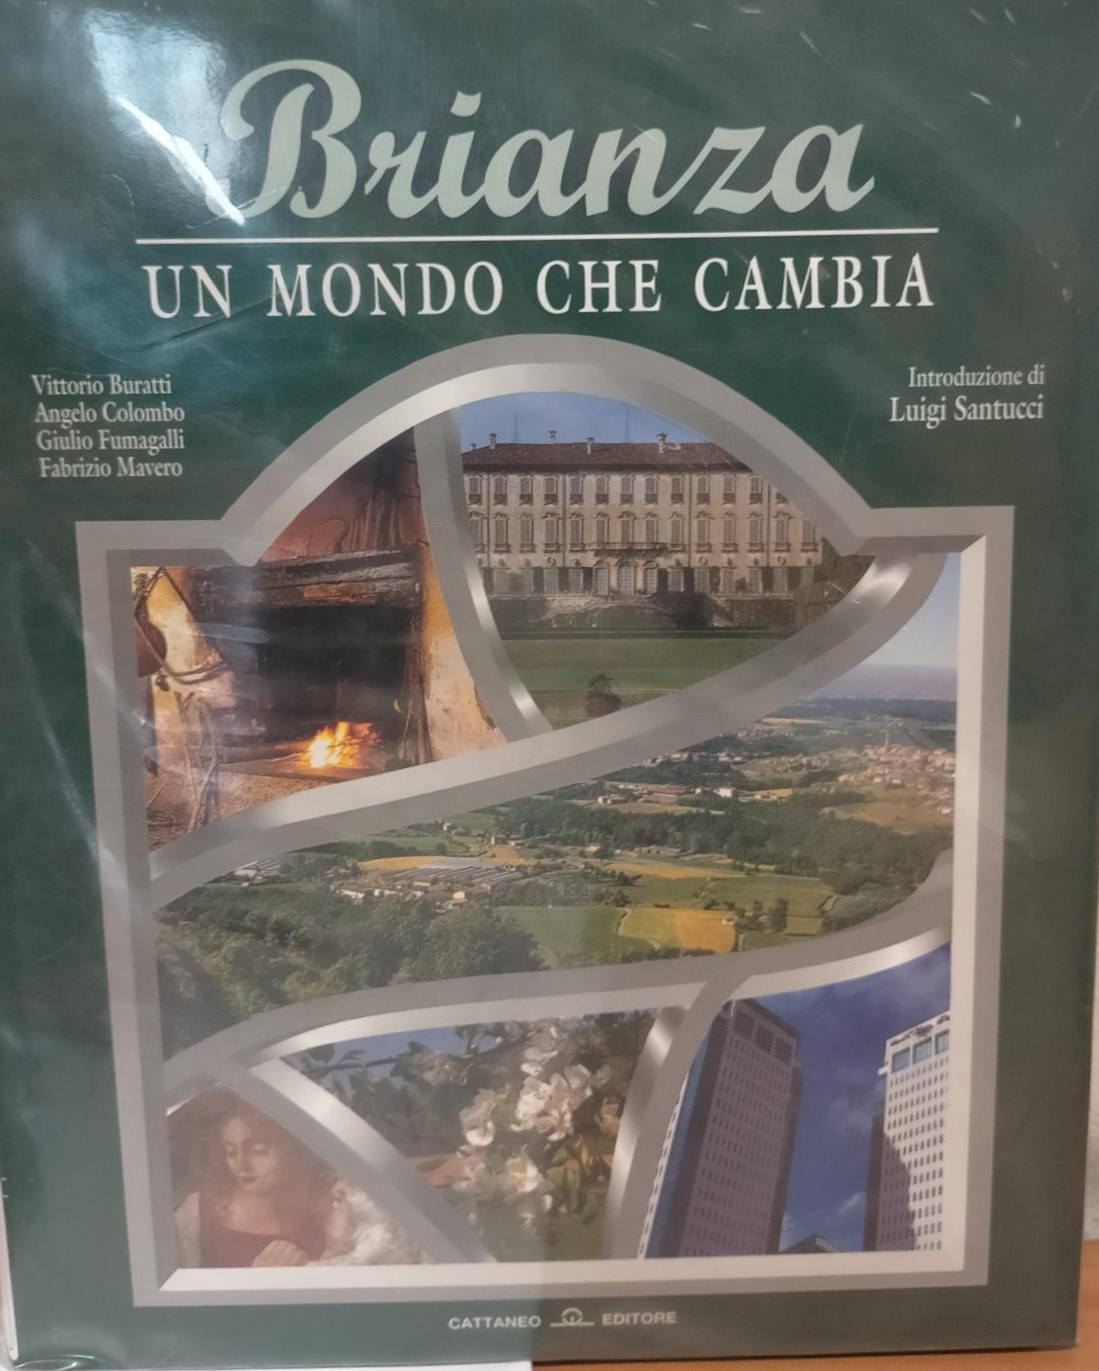 Brianza
UN MONDO CHE CAMBIA
Vittorio Buratti
Angelo Colombo
Giulio Fumagalli
Fabrizio Mavero
Introduzione di
Luigi Santucci
CATTANEO EDITORE